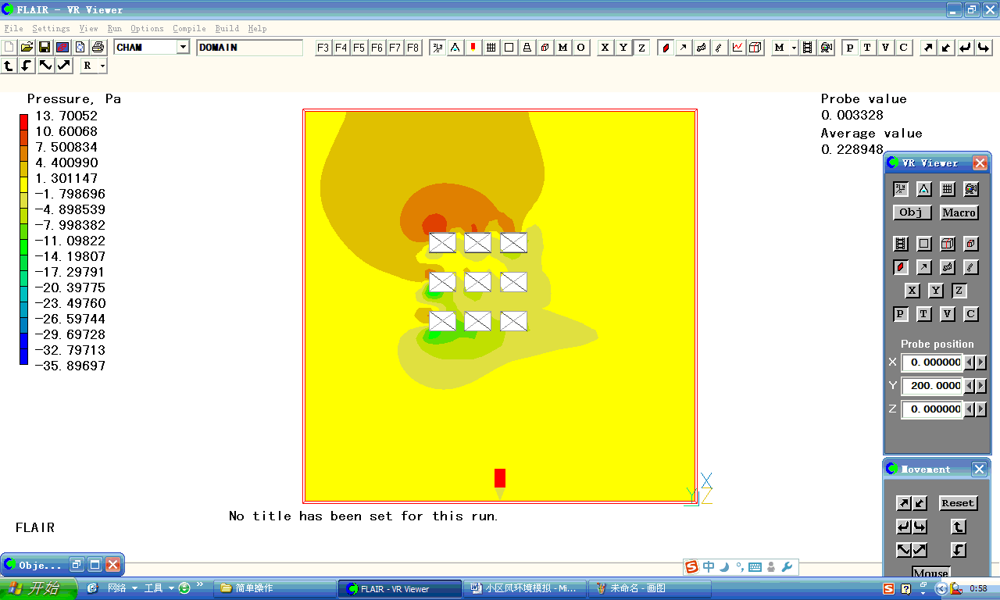 FLAIR - VR Viewer
File Settings View Run Options Compile Build Help
CHAM DOMAIN F3 F4 F5 F6 F7 F8 M O X Y Z M P T V C
R
Pressure, Pa
13.70052
10.60068
7.500834
4.400990
1.301147
-1.798696
-4.898539
-7.998382
-11.09822
-14.19807
-17.29791
-20.39775
-23.49760
-26.59744
-29.69728
-32.79713
-35.89697
Probe value
0.003328
Average value
0.228948
VR Viewer
Obj Macro
X Y Z
P T V C
Probe position
X 0.000000
Y 200.0000
Z 0.000000
X
Y Z
Movement
Reset
Mouse
No title has been set for this run.
FLAIR
Obje...
中
开始 网络 工具 » 简单操作 FLAIR - VR Viewer 小区风环境模拟 - Mi... 未命名 - 画图 0:58